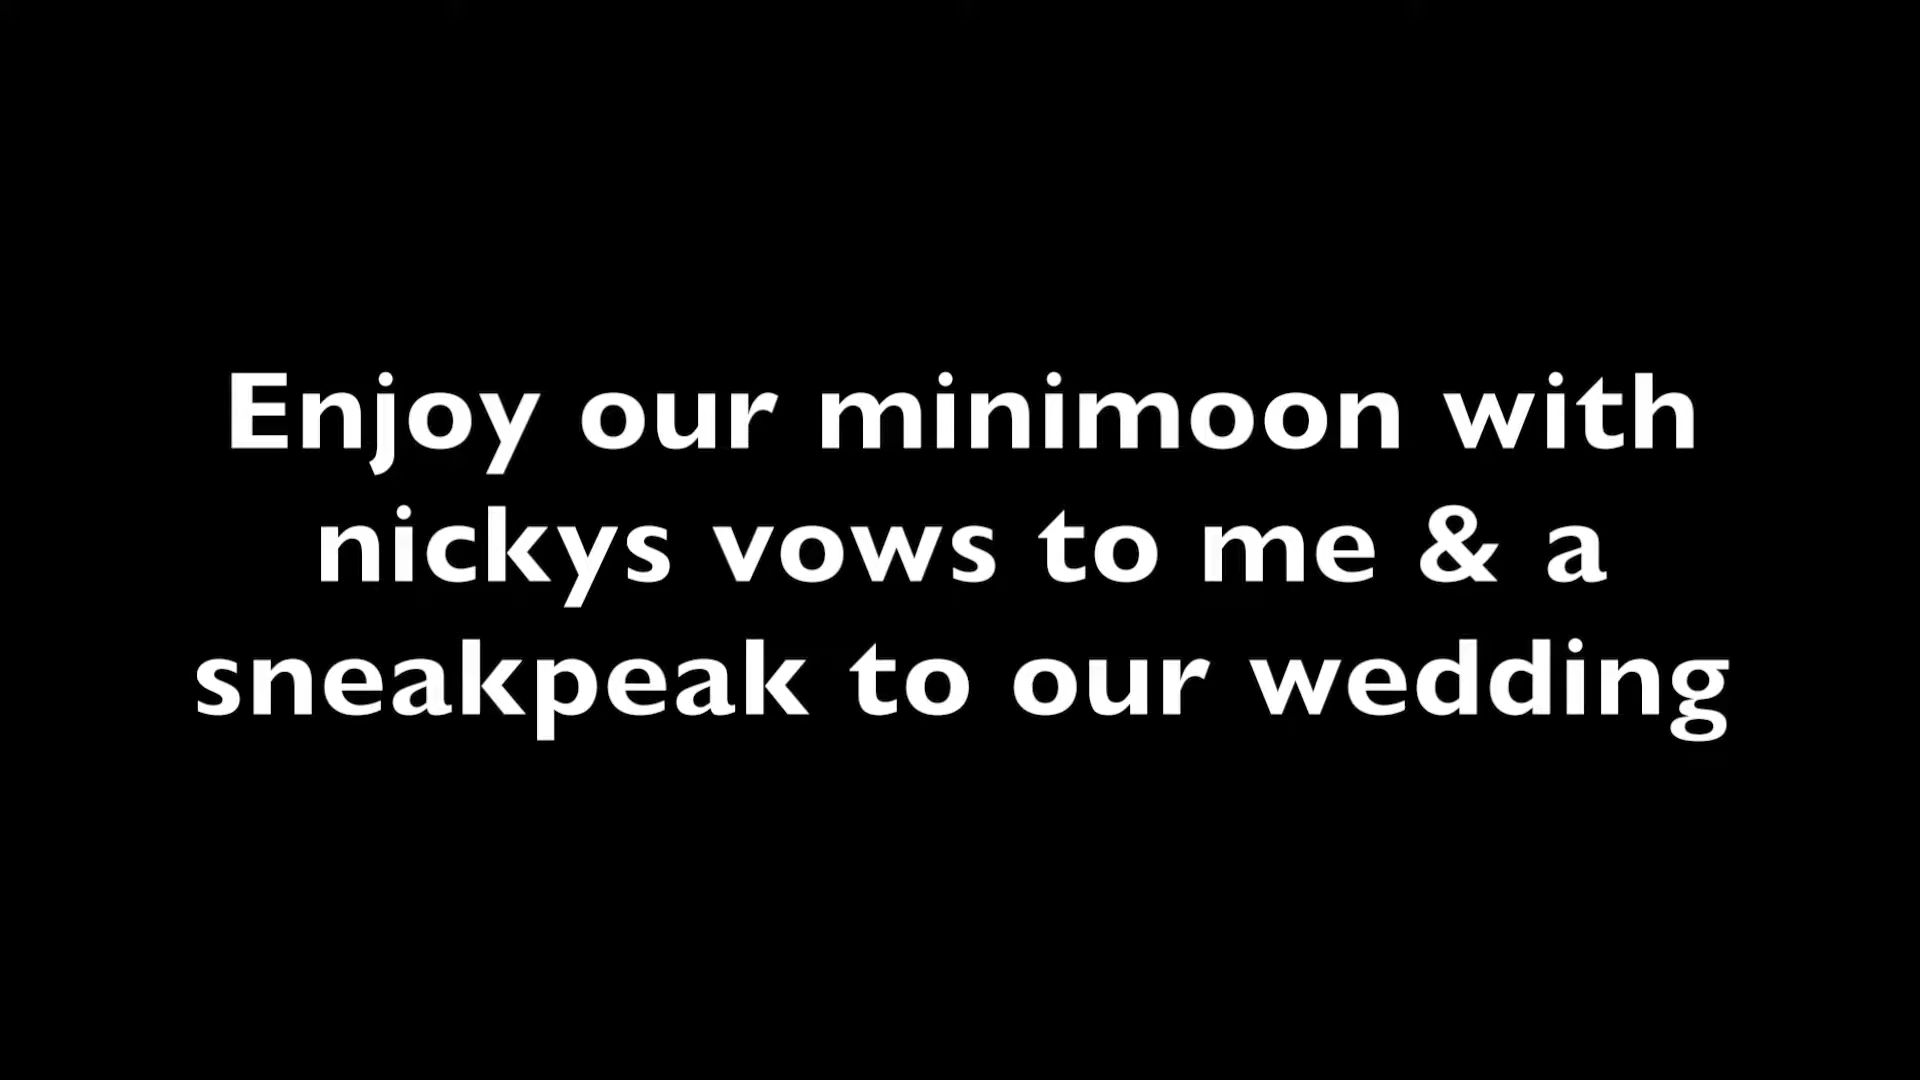 Enjoy our minimoon with
nickys vows to me & a
sneakpeak to our wedding